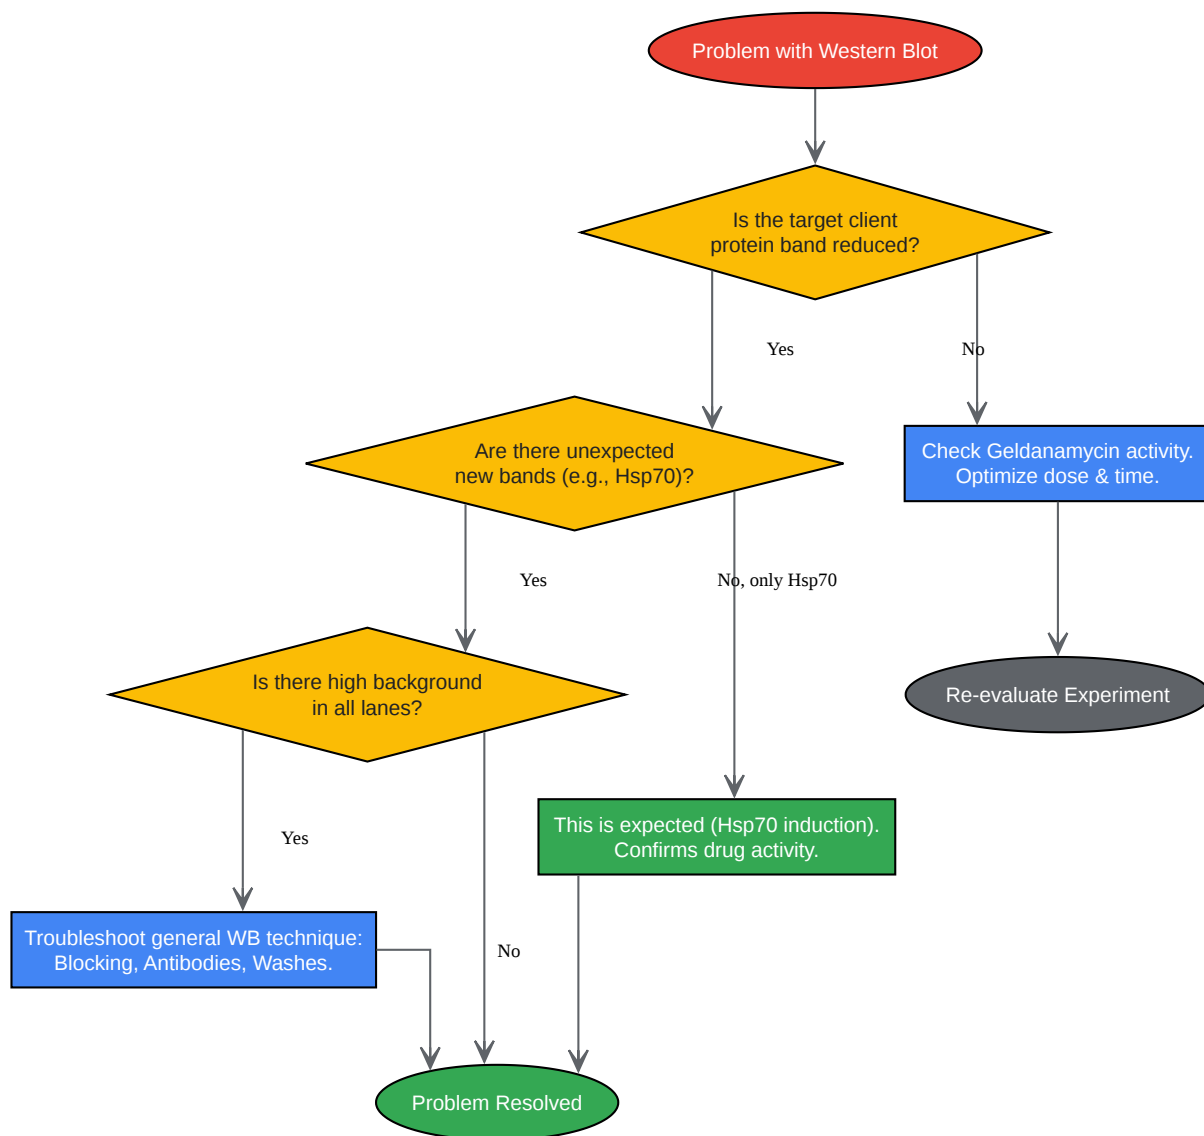 Problem with Western Blot
Is the target client
protein band reduced?
Yes
No
Are there unexpected
new bands (e.g., Hsp70)?
Check Geldanamycin activity.
Optimize dose & time.
Yes
No, only Hsp70
Is there high background
in all lanes?
Re-evaluate Experiment
Yes
This is expected (Hsp70 induction).
Confirms drug activity.
Troubleshoot general WB technique:
Blocking, Antibodies, Washes.
No
Problem Resolved